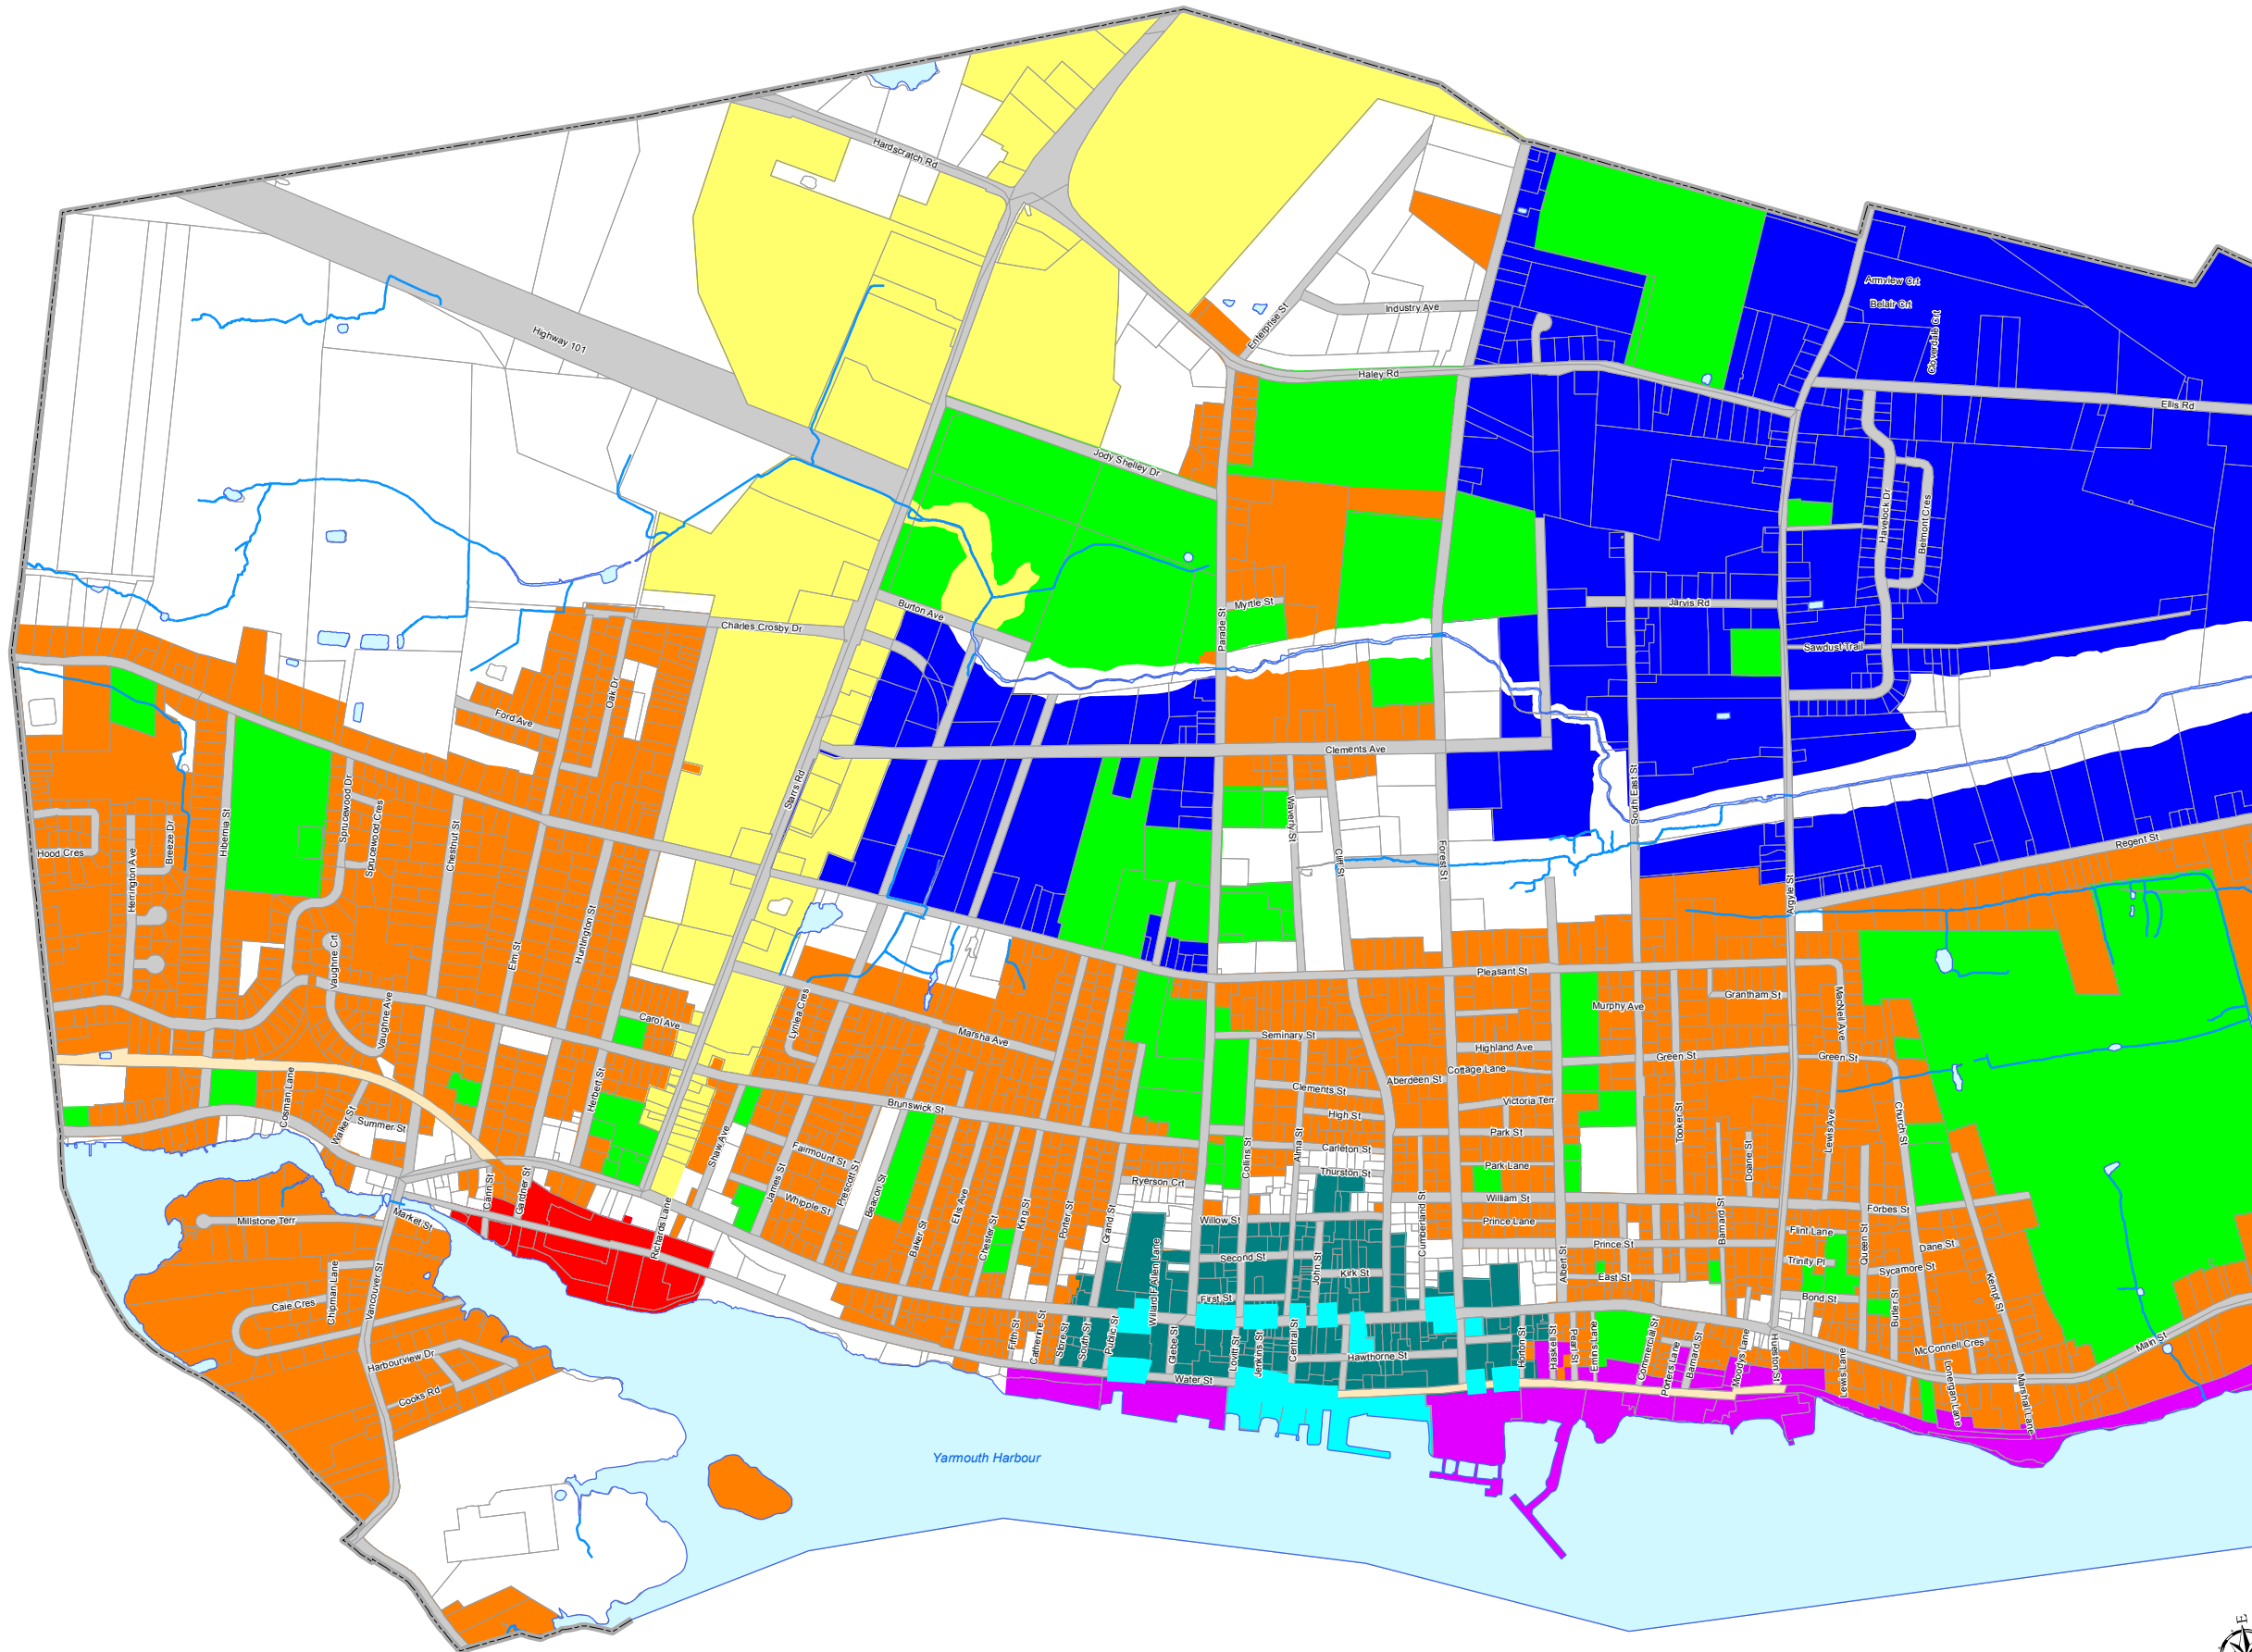 Hardscratch Rd
Highway 101
Enterprise St
Industry Ave
Haley Rd
Armview Crt
Belair Crt
Cloverdale Crt
Ellis Rd
Jody Shelley Dr
Havelock Dr
Belmont Cres
Burton Ave
Charles Crosby Dr
Parade St
Myrtle St
Jarvis Rd
Sawdust Trail
Oak Dr
Ford Ave
Clements Ave
Starrs Rd
South East St
Hibernia St
Sprucewood Dr
Sprucewood Cres
Chestnut St
Hood Cres
Herrington Ave
Breeze Dr
Waverly St
Cliff St
Forest St
Argyle St
Regent St
Elm St
Huntington St
Vaughne Crt
Vaughne Ave
Pleasant St
Murphy Ave
Grantham St
MacNeil Ave
Carol Ave
Lynlea Cres
Marsha Ave
Seminary St
Highland Ave
Green St
Green St
Cosman Lane
Walker St
Summer St
Herbert St
Brunswick St
Clements St
Aberdeen St
Cottage Lane
Victoria Terr
High St
Tooker St
Lewis Ave
Church St
Shaw Ave
Fairmount St
James St
Whipple St
Prescott St
Beacon St
Collins St
Alma St
Carleton St
Thurston St
Park St
Park Lane
Doane St
Ryerson Crt
William St
Forbes St
Cann St
Gardner St
Market St
Millstone Terr
Richards Lane
Baker St
Ellis Ave
Chester St
King St
Porter St
Grand St
Willow St
Cumberland St
Prince Lane
Prince St
Barnard St
Flint Lane
Queen St
Dane St
Trinity Pl
Sycamore St
Kempt St
Willard F Allen Lane
Second St
John St
Kirk St
Albert St
East St
Bond St
Butler St
Chipman Lane
Vancouver St
Caie Cres
First St
Fifth St
Catherine St
Store St
South St
Public St
Glebe St
Lovitt St
Jenkins St
Central St
Hawthorne St
Horton St
Haskel St
Pearl St
Emins Lane
Commercial St
Porters Lane
Barnard St
Moodys Lane
Hueston St
Lewis Lane
McConnell Cres
Main St
Harbourview Dr
Cooks Rd
Water St
Lonergan Lane
Marshal Lane
Yarmouth Harbour
E